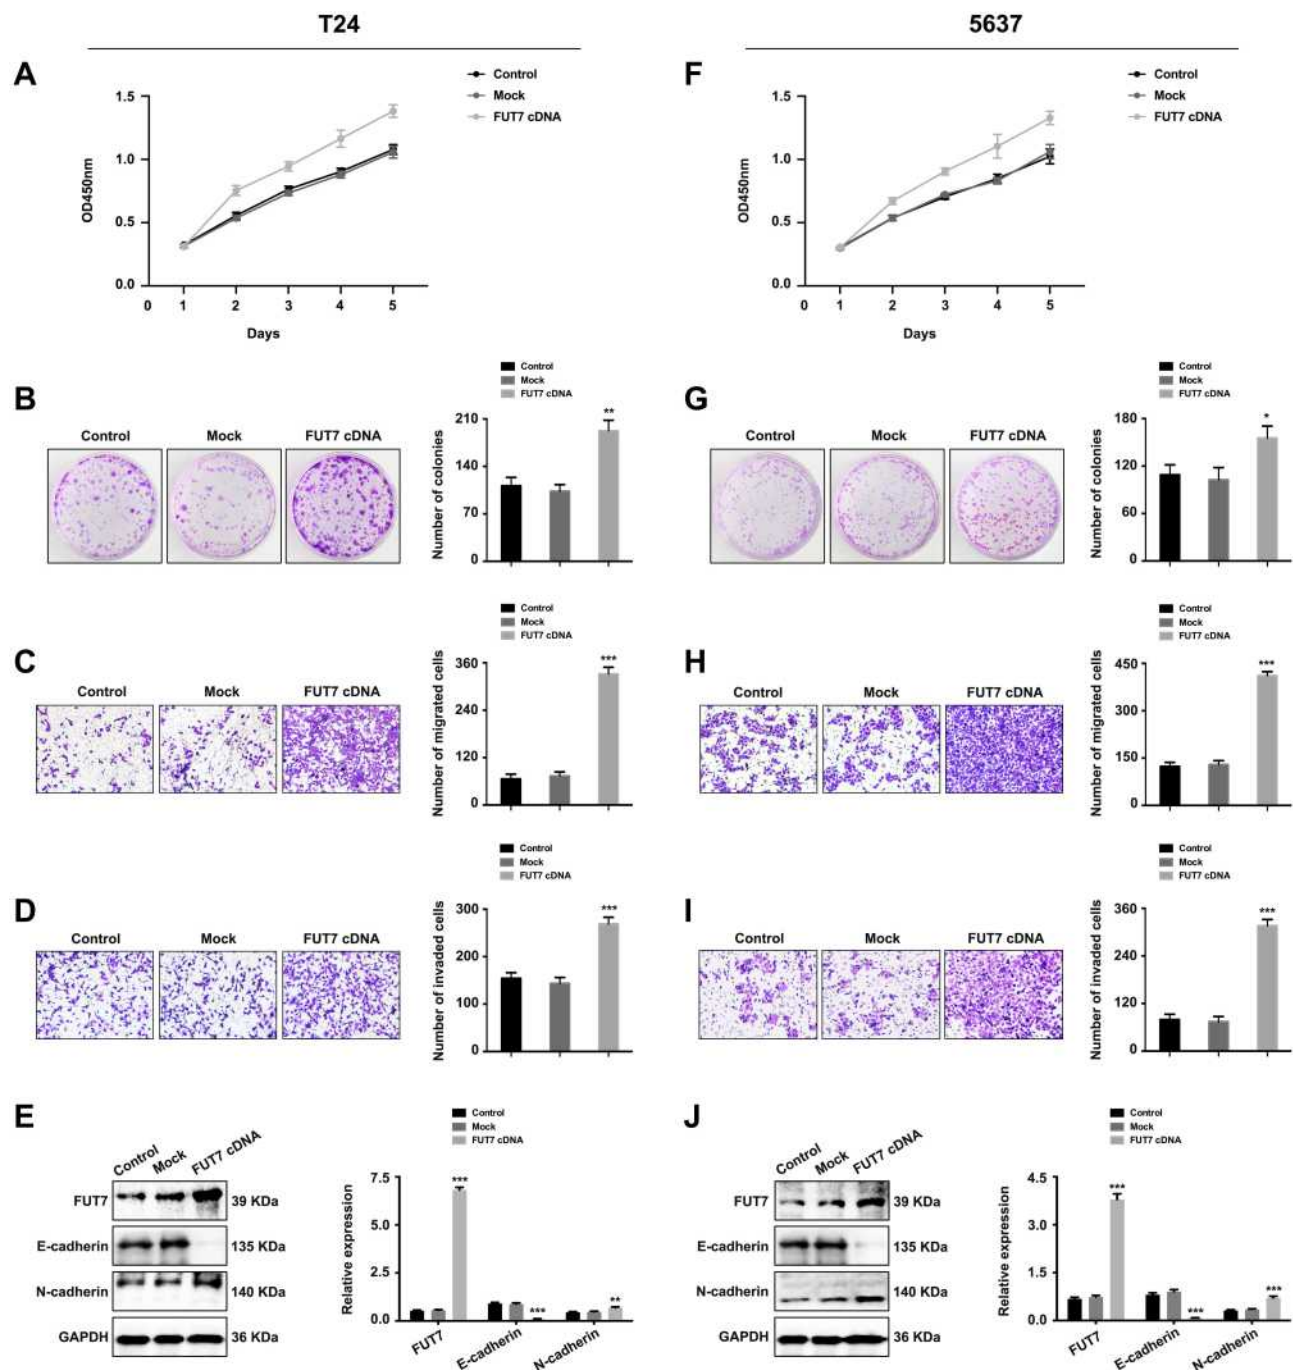 T24
5637
A
Control
Mock
FUT7 cDNA
1.5
1.0
0.5
0.0
OD450nm
0 1 2 3 4 5
Days
F
Control
Mock
FUT7 cDNA
1.5
1.0
0.5
0.0
OD450nm
0 1 2 3 4 5
Days
B
Control Mock FUT7 cDNA
Control
Mock
FUT7 cDNA
Number of colonies
210
140
70
0
**
G
Control Mock FUT7 cDNA
Control
Mock
FUT7 cDNA
Number of colonies
180
120
60
0
*
C
Control Mock FUT7 cDNA
Control
Mock
FUT7 cDNA
Number of migrated cells
360
240
120
0
***
H
Control Mock FUT7 cDNA
Control
Mock
FUT7 cDNA
Number of migrated cells
450
300
150
0
***
D
Control Mock FUT7 cDNA
Control
Mock
FUT7 cDNA
Number of invaded cells
300
200
100
0
***
I
Control Mock FUT7 cDNA
Control
Mock
FUT7 cDNA
Number of invaded cells
360
240
120
0
***
E
Control Mock FUT7 cDNA
FUT7 39 KDa
E-cadherin 135 KDa
N-cadherin 140 KDa
GAPDH 36 KDa
Control
Mock
FUT7 cDNA
Relative expression
7.5
5.0
2.5
0.0
*** *** **
FUT7 E-cadherin N-cadherin
J
Control Mock FUT7 cDNA
FUT7 39 KDa
E-cadherin 135 KDa
N-cadherin 140 KDa
GAPDH 36 KDa
Control
Mock
FUT7 cDNA
Relative expression
4.5
3.0
1.5
0.0
*** *** ***
FUT7 E-cadherin N-cadherin